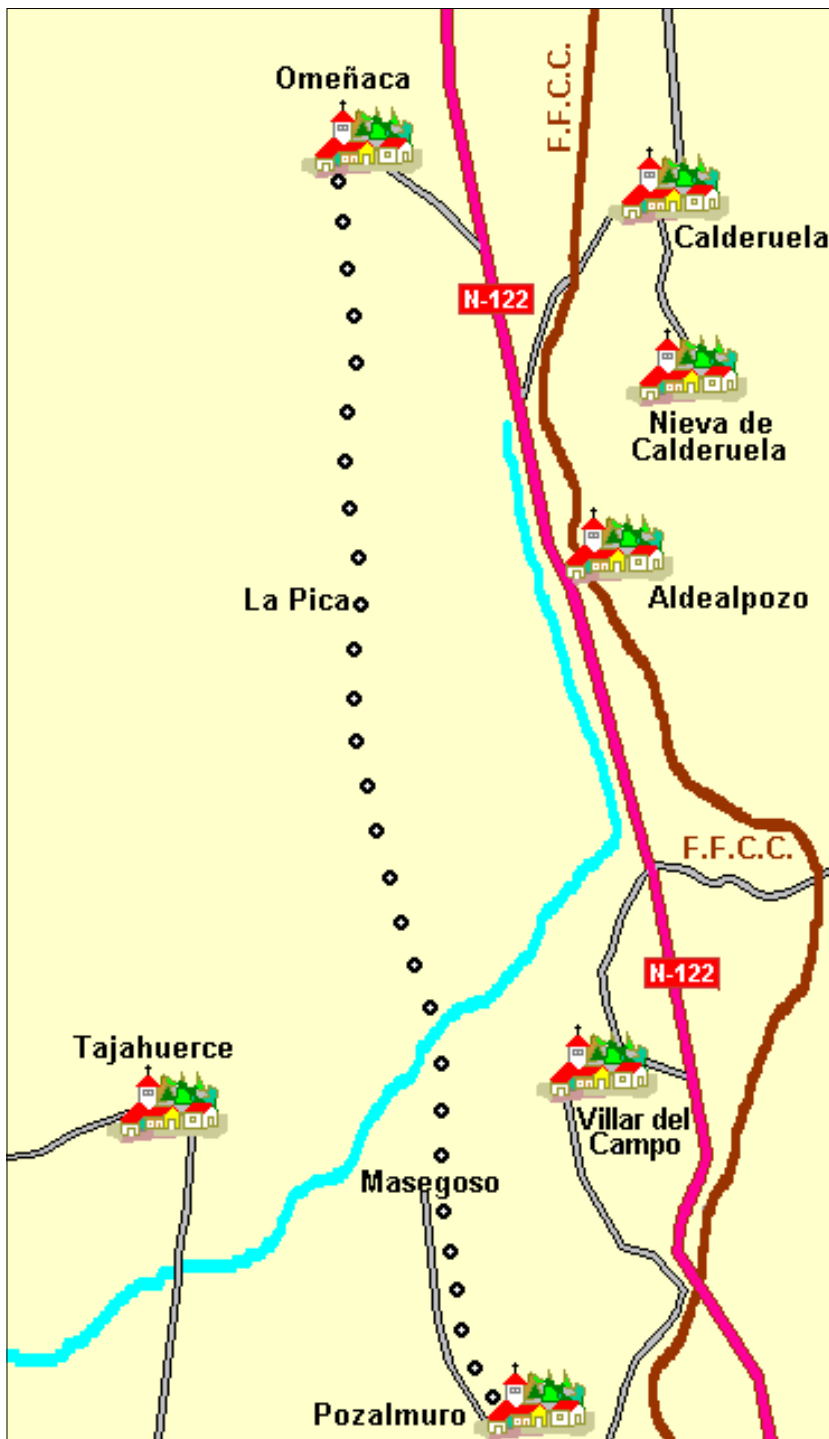 Omeñaca
F.F.C.C.
Calderuela
N-122
Nieva de
Calderuela
La Pica
Aldealpozo
F.F.C.C.
N-122
Tajahuerce
Villar del
Campo
Masegoso
Pozalmuro